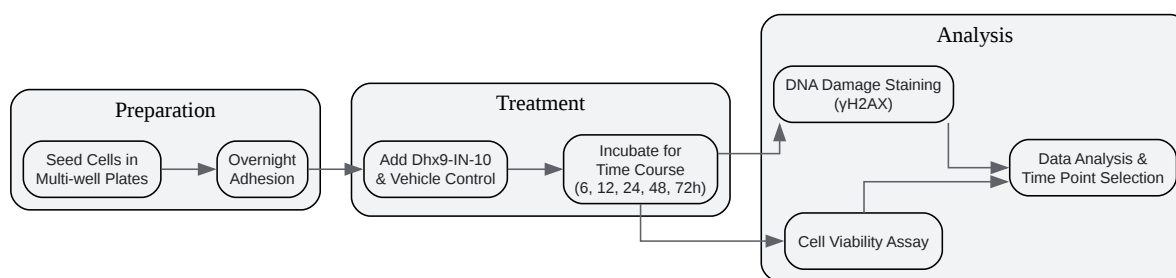 Preparation
Seed Cells in
Multi-well Plates
Overnight
Adhesion
Treatment
Add Dhx9-IN-10
& Vehicle Control
Incubate for
Time Course
(6, 12, 24, 48, 72h)
Analysis
DNA Damage Staining
(γH2AX)
Cell Viability Assay
Data Analysis &
Time Point Selection